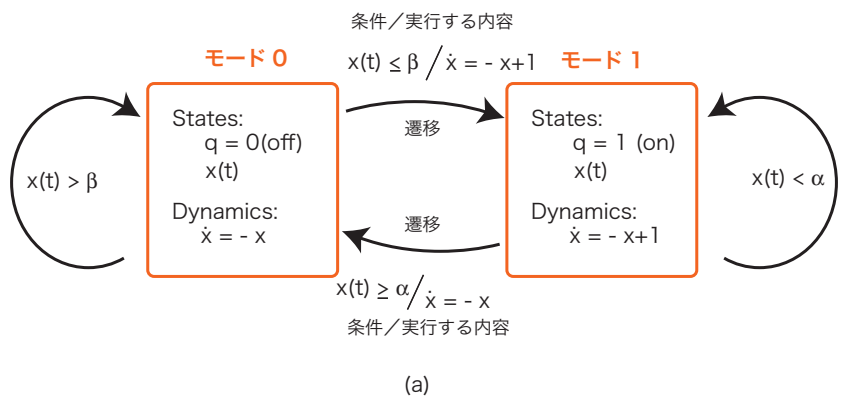 条件／実行する内容
モード 0
x(t) ≤ β / ẋ = - x+1
モード 1
States:
q = 0(off)
x(t)
Dynamics:
ẋ = - x
遷移
States:
q = 1 (on)
x(t)
Dynamics:
ẋ = - x+1
x(t) > β
x(t) < α
遷移
x(t) ≥ α / ẋ = - x
条件／実行する内容
(a)